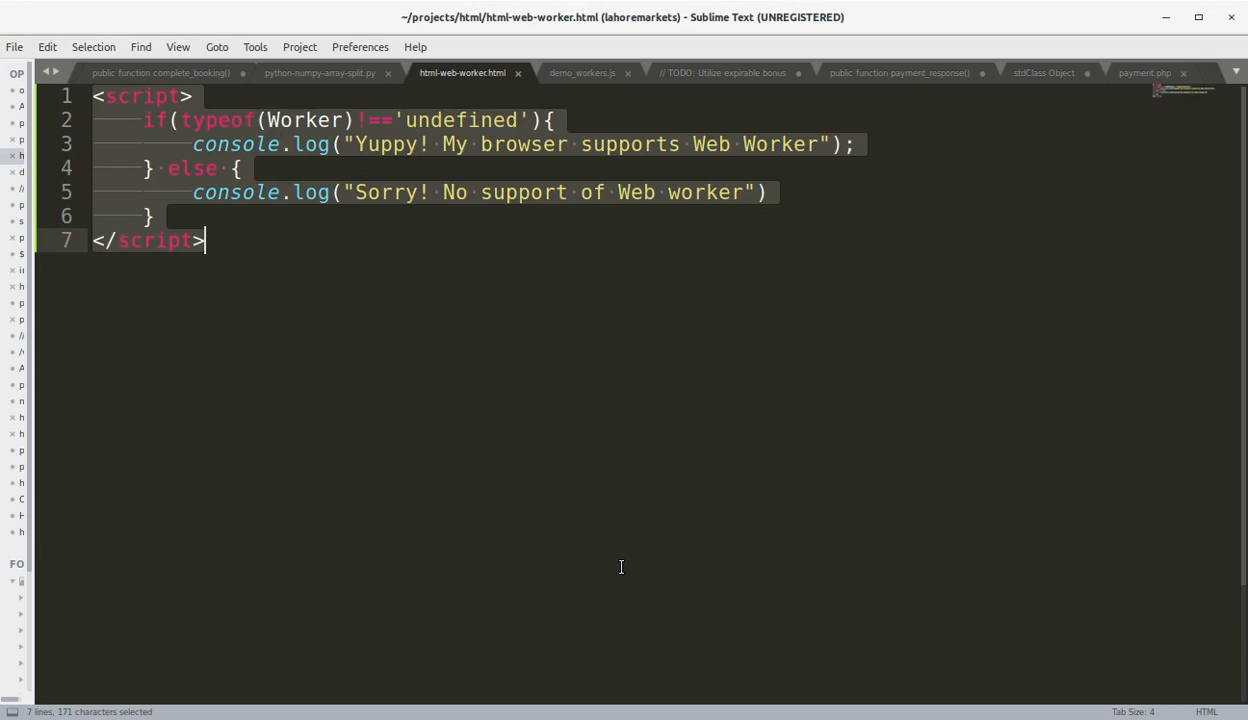 ~/projects/html/html-web-worker.html (lahoremarkets) - Sublime Text (UNREGISTERED)
File Edit Selection Find View Goto Tools Project Preferences Help
public function complete_booking() python-numpy-array-split.py html-web-worker.html demo_workers.js // TODO: Utilize expirable bonus public function payment_response() stdClass Object payment.php
OP
FO
1 <script>
2 if(typeof(Worker)!=='undefined'){
3 console.log("Yuppy! My browser supports Web Worker");
4 } else {
5 console.log("Sorry! No support of Web worker")
6 }
7 </script>
7 lines, 171 characters selected
Tab Size: 4 HTML